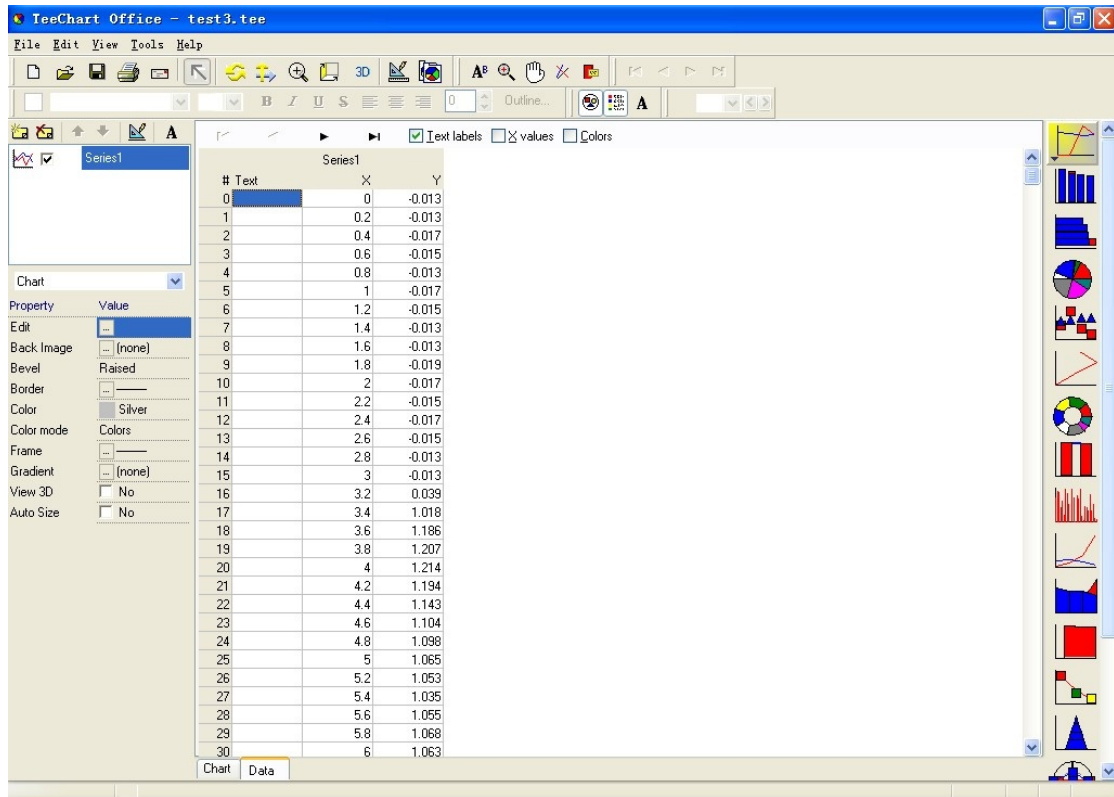 TeeChart Office - test3.tee
File Edit View Tools Help
3D
B I U S 0 Outline... A
A
Text labels X values Colors
Series1
Series1
# Text X Y
0 0 -0.013
1 0.2 -0.013
2 0.4 -0.017
3 0.6 -0.015
4 0.8 -0.013
5 1 -0.017
6 1.2 -0.015
7 1.4 -0.013
8 1.6 -0.013
9 1.8 -0.019
10 2 -0.017
11 2.2 -0.015
12 2.4 -0.017
13 2.6 -0.015
14 2.8 -0.013
15 3 -0.013
16 3.2 0.039
17 3.4 1.018
18 3.6 1.186
19 3.8 1.207
20 4 1.214
21 4.2 1.194
22 4.4 1.143
23 4.6 1.104
24 4.8 1.098
25 5 1.065
26 5.2 1.053
27 5.4 1.035
28 5.6 1.055
29 5.8 1.068
30 6 1.063
Chart
Property Value
Edit ...
Back Image ... (none)
Bevel Raised
Border ...
Color Silver
Color mode Colors
Frame ...
Gradient ... (none)
View 3D No
Auto Size No
Chart Data